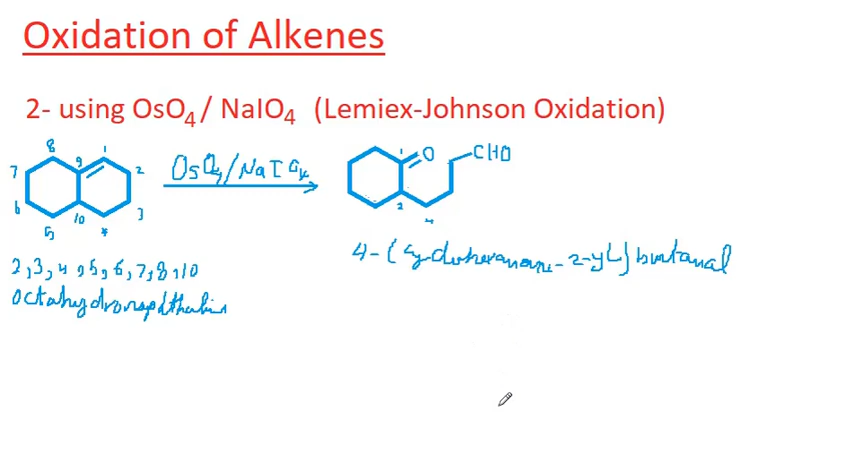 Oxidation of Alkenes
2- using OsO4 / NaIO4 (Lemiex-Johnson Oxidation)
8 9 1 2 3 4 10 5 6 7
OsO4/NaIO4
1 O CHO 2 4
2,3,4,5,6,7,8,10
4-( -2-yl) butanal